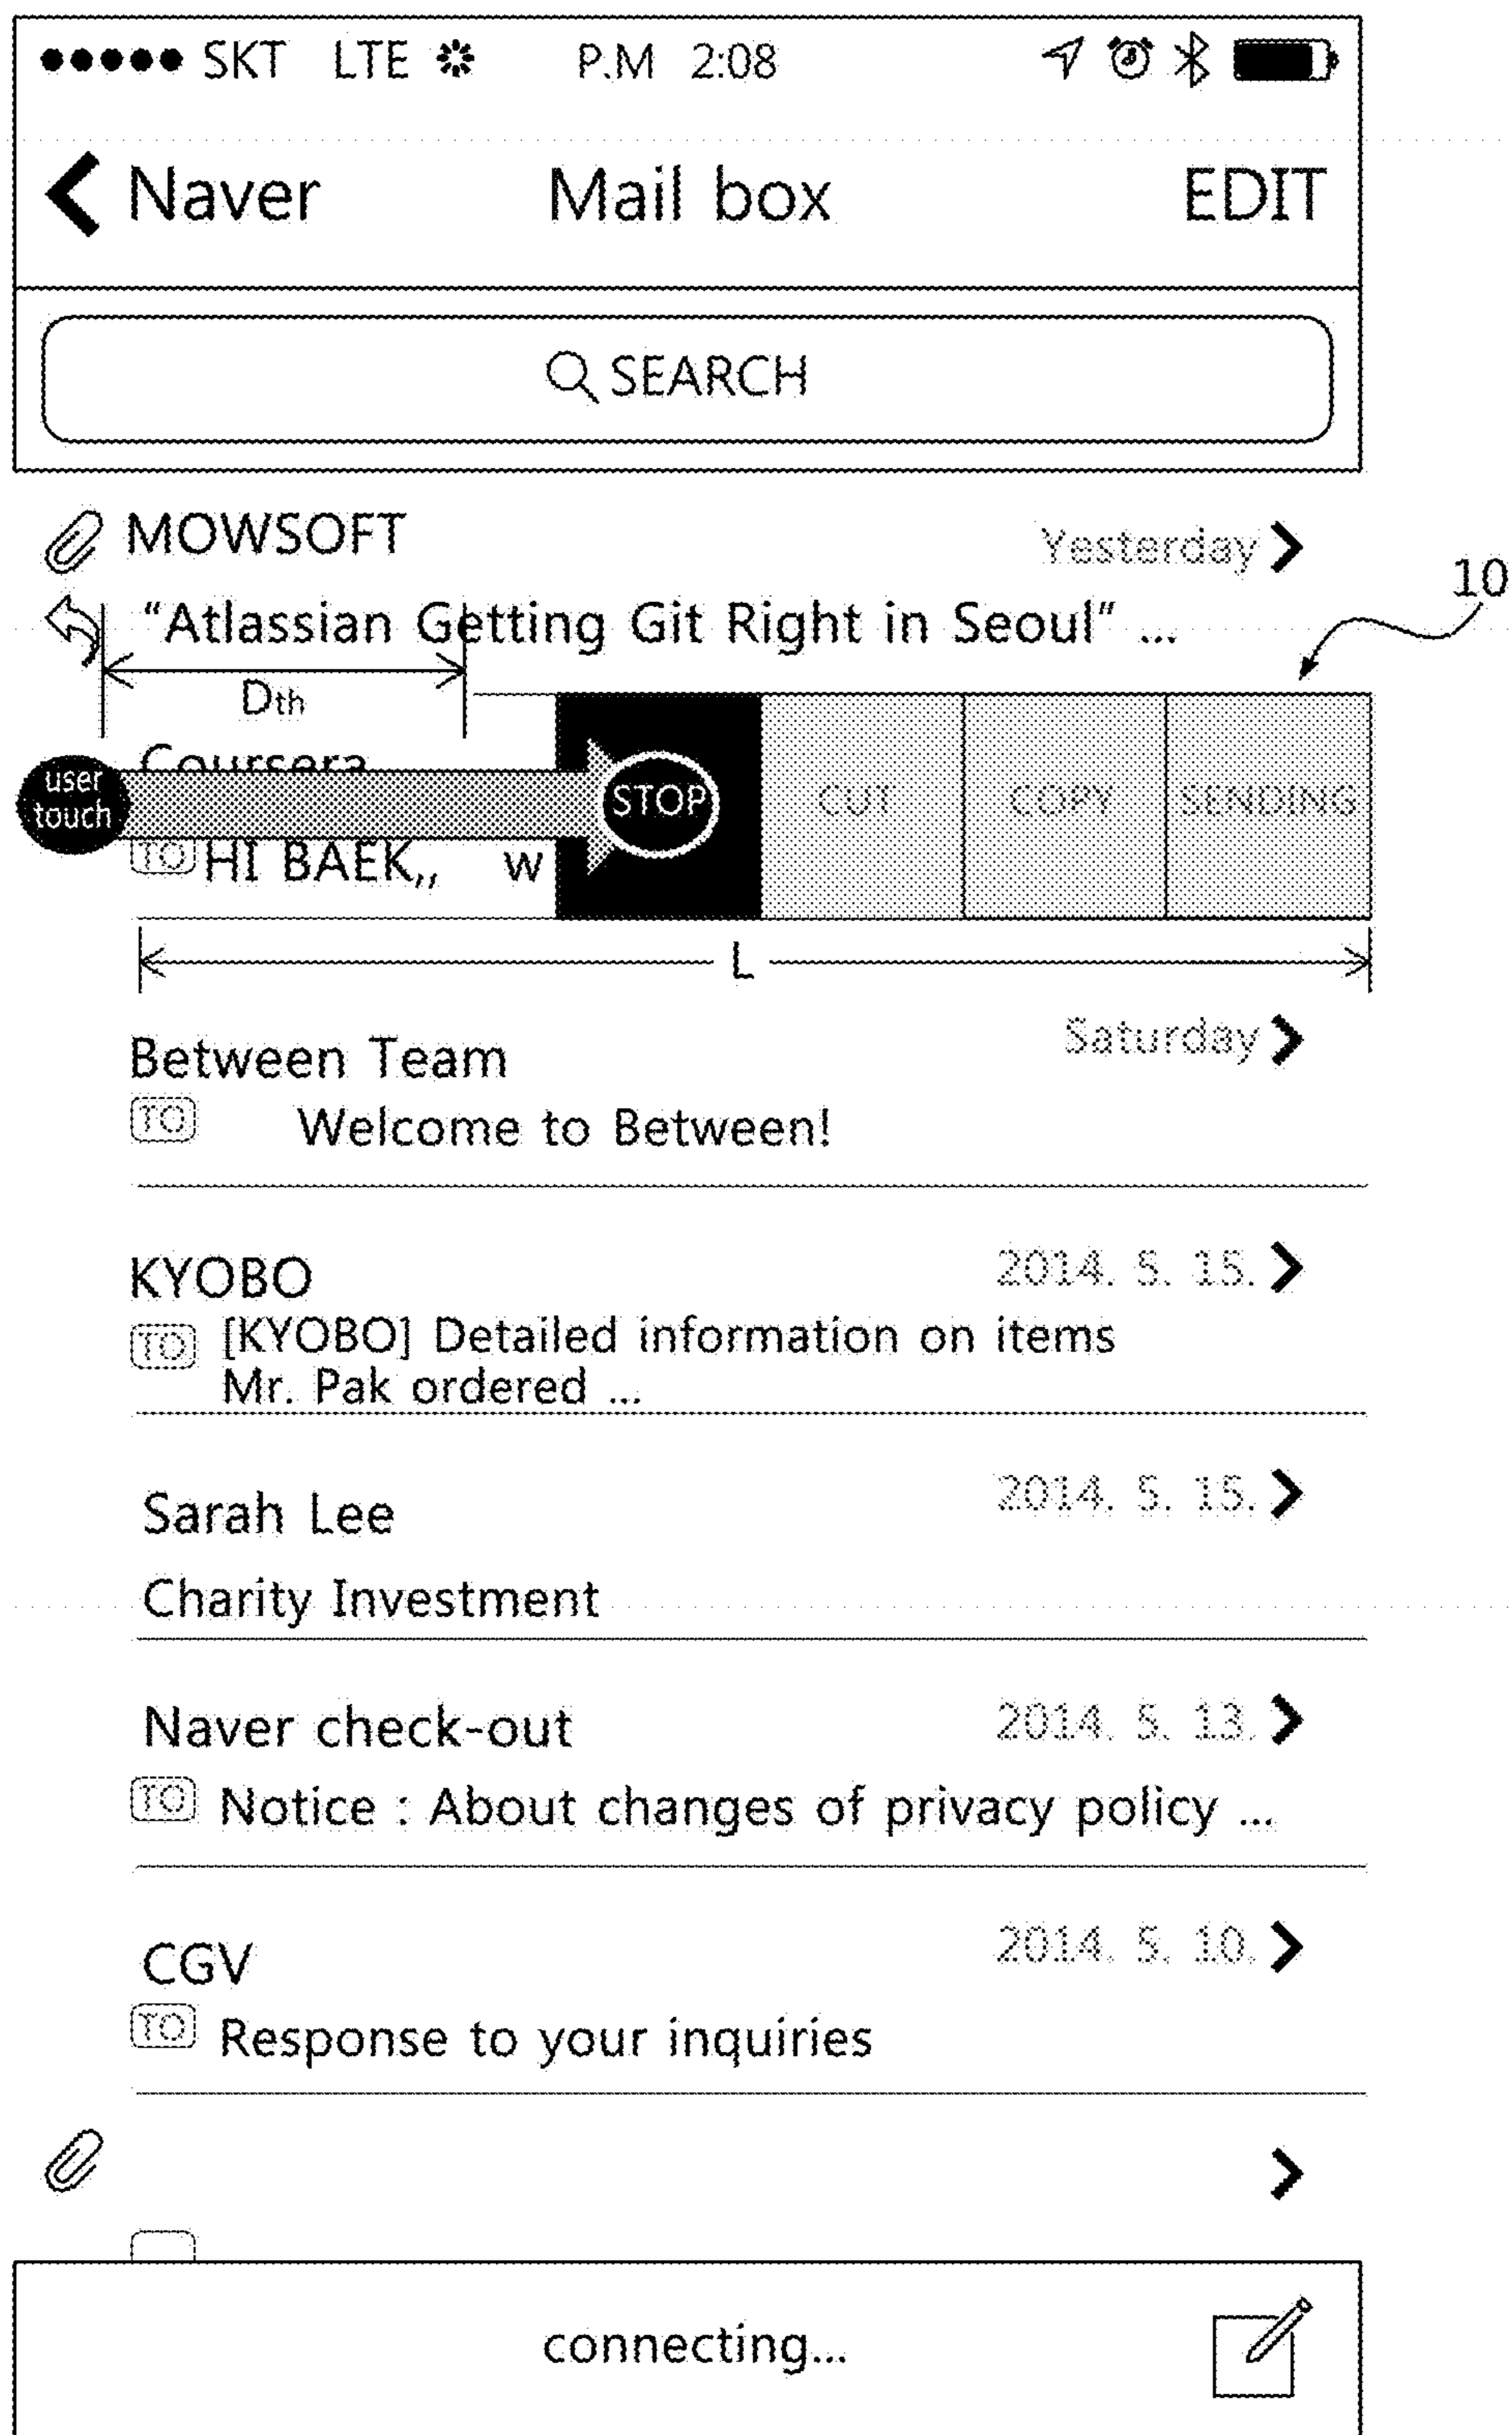 SKT LTE P.M 2:08
Naver Mail box EDIT
SEARCH
MOWSOFT Yesterday
10
“Atlassian Getting Git Right in Seoul” ...
Dth
Coursera
user touch STOP CUT COPY SENDING
TO HI BAEK,, w
L
Between Team Saturday
TO Welcome to Between!
KYOBO 2014. 5. 15.
TO [KYOBO] Detailed information on items
Mr. Pak ordered ...
Sarah Lee 2014. 5. 15.
Charity Investment
Naver check-out 2014. 5. 13.
TO Notice : About changes of privacy policy ...
CGV 2014. 5. 10.
TO Response to your inquiries
connecting...